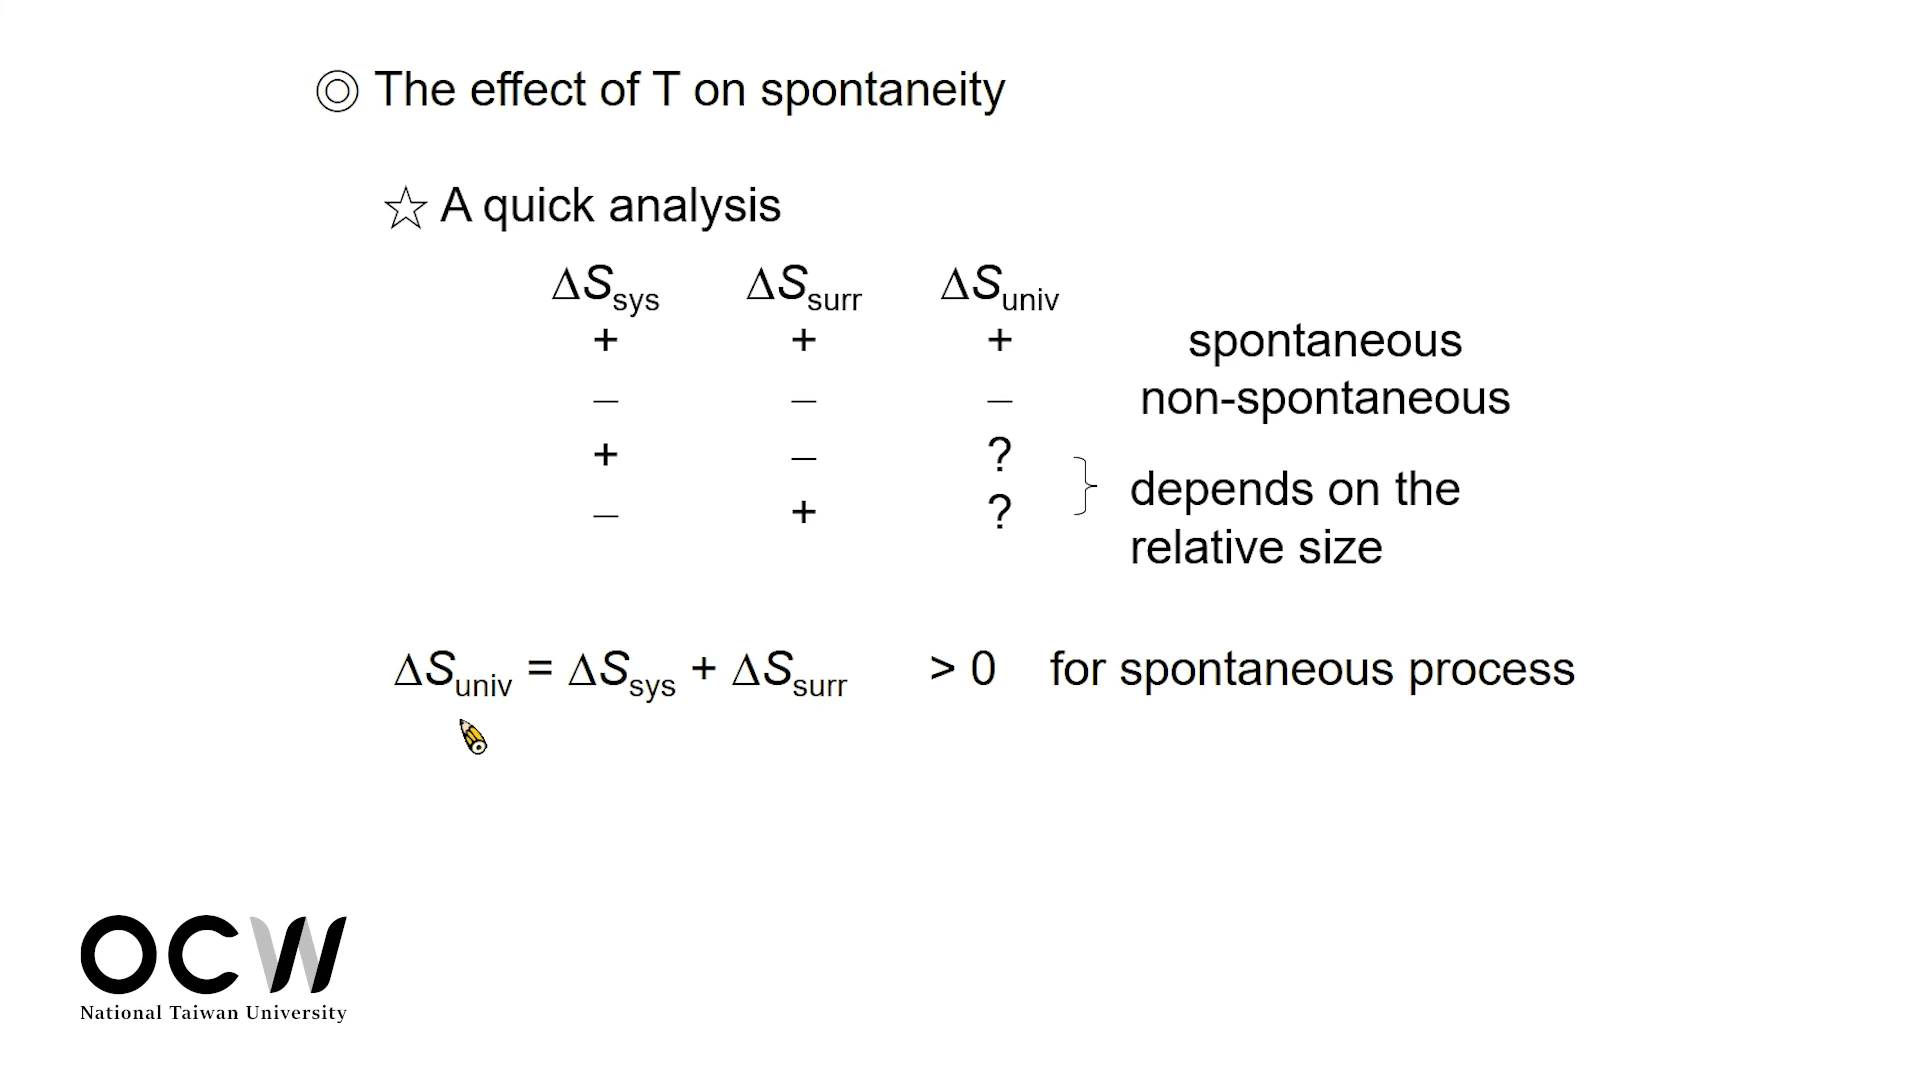 ◎ The effect of T on spontaneity
☆ A quick analysis
ΔSsys ΔSsurr ΔSuniv
+ + + spontaneous
– – – non-spontaneous
+ – ?
– + ?
depends on the
relative size
ΔSuniv = ΔSsys + ΔSsurr > 0 for spontaneous process
OCW
National Taiwan University